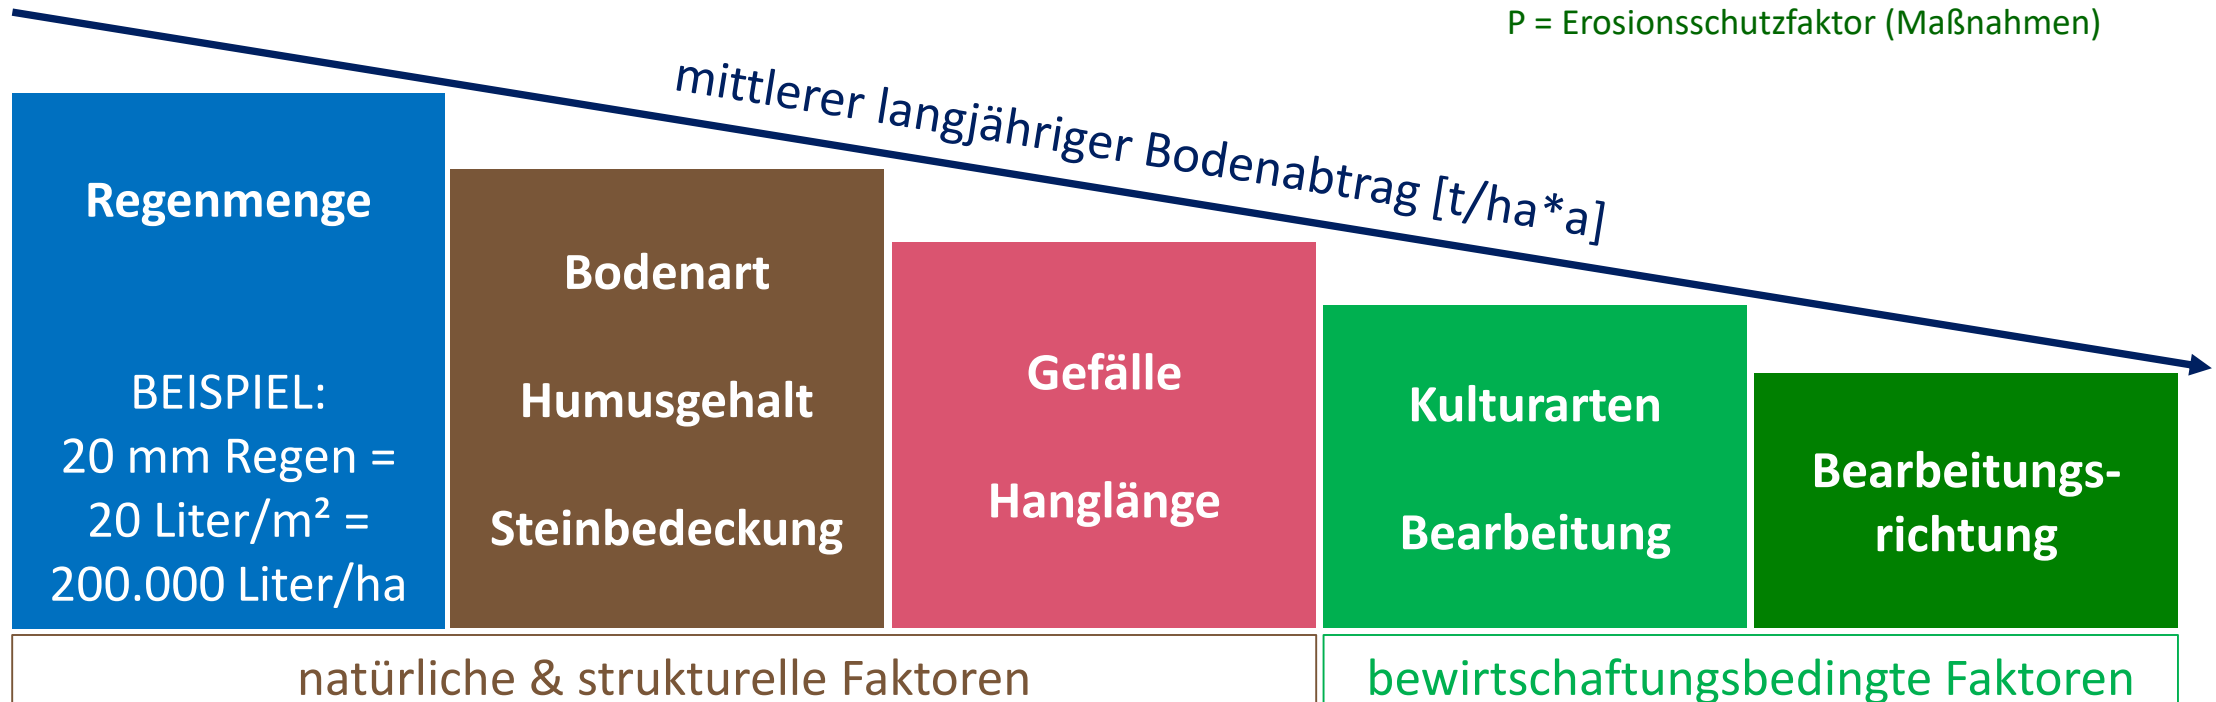 P = Erosionsschutzfaktor (Maßnahmen)
mittlerer langjähriger Bodenabtrag [t/ha*a]
Regenmenge
BEISPIEL:
20 mm Regen =
20 Liter/m² =
200.000 Liter/ha
Bodenart
Humusgehalt
Steinbedeckung
Gefälle
Hanglänge
Kulturarten
Bearbeitung
Bearbeitungs-
richtung
natürliche & strukturelle Faktoren
bewirtschaftungsbedingte Faktoren